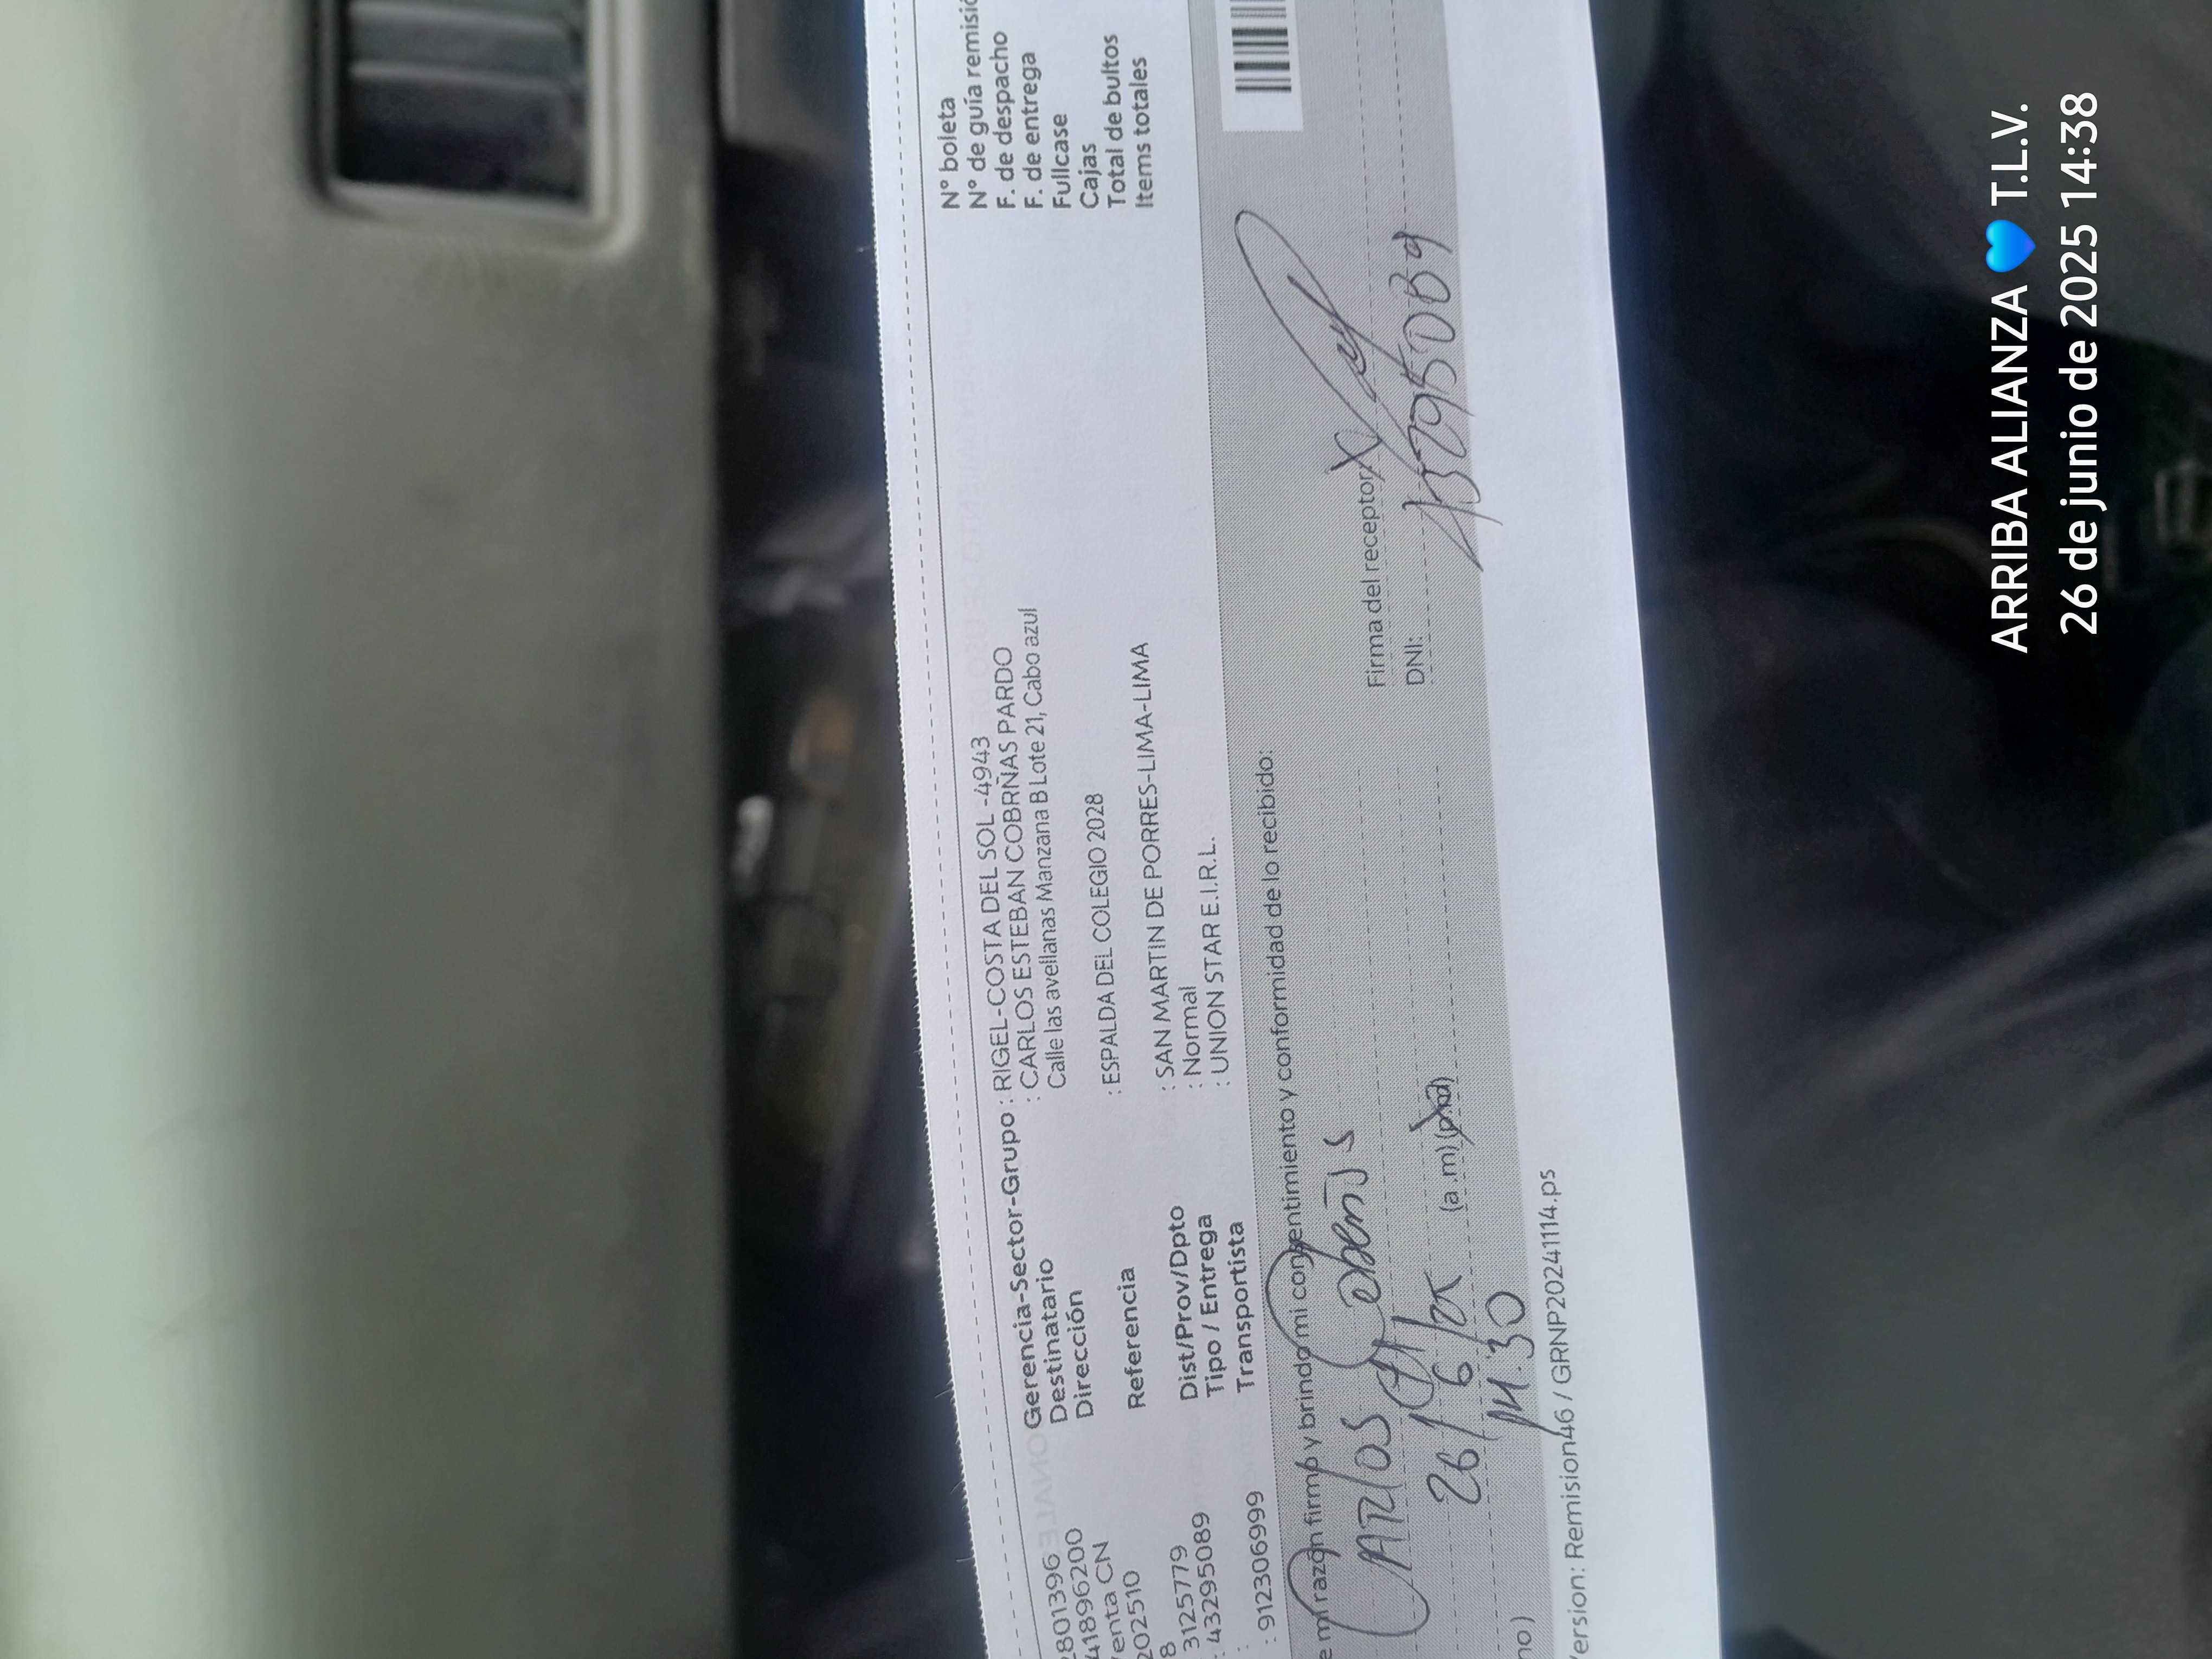 2801396
41896200
Venta CN
202510
8
3125779
: 43295089
:
: 912306999
Gerencia-Sector-Grupo : RIGEL-COSTA DEL SOL -4943
Destinatario : CARLOS ESTEBAN COBRÑAS PARDO
Dirección Calle las avellanas Manzana B Lote 21, Cabo azul
Referencia : ESPALDA DEL COLEGIO 2028
Dist/Prov/Dpto : SAN MARTIN DE PORRES-LIMA-LIMA
Tipo / Entrega : Normal
Transportista : UNION STAR E.I.R.L.
N° boleta
N° de guía remisió
F. de despacho
F. de entrega
Fullcase
Cajas
Total de bultos
Items totales
e mi razón firmo y brindo mi consentimiento y conformidad de lo recibido:
Carlos Cobeñas
Firma del receptor
26/6/25 (a.m)(p.m)
DNI: 43295089
14:30
no)
Version: Remision46 / GRNP20241114.ps
ARRIBA ALIANZA 💙 T.L.V.
26 de junio de 2025 14:38